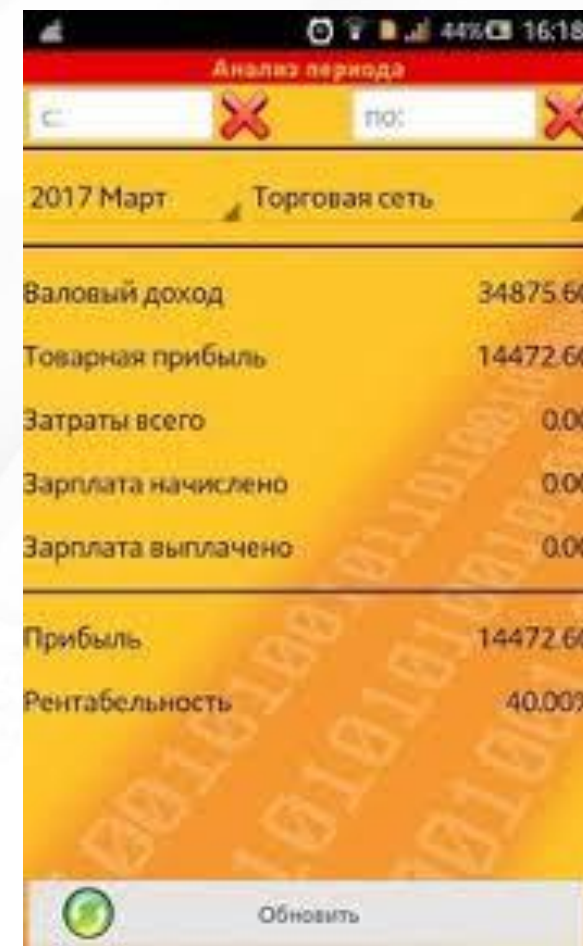 44% 16:18
Анализ периода
с: по:
2017 Март Торговая сеть
Валовый доход 34875.60
Товарная прибыль 14472.60
Затраты всего 0.00
Зарплата начислено 0.00
Зарплата выплачено 0.00
Прибыль 14472.60
Рентабельность 40.00%
Обновить